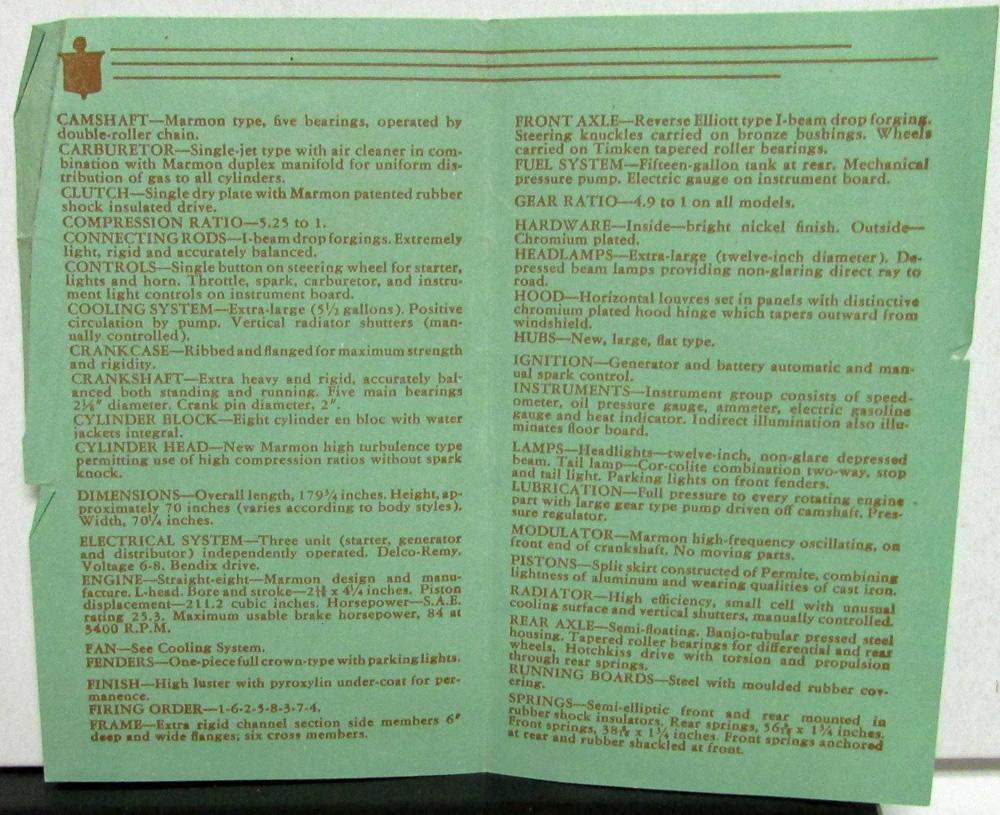 CAMSHAFT—Marmon type, five bearings, operated by
double-roller chain.
CARBURETOR—Single-jet type with air cleaner in com-
bination with Marmon duplex manifold for uniform dis-
tribution of gas to all cylinders.
CLUTCH—Single dry plate with Marmon patented rubber
shock insulated drive.
COMPRESSION RATIO—5.25 to 1.
CONNECTING RODS—I-beam drop forgings. Extremely
light, rigid and accurately balanced.
CONTROLS—Single button on steering wheel for starter,
lights and horn. Throttle, spark, carburetor, and instru-
ment light controls on instrument board.
COOLING SYSTEM—Extra-large (5½ gallons). Positive
circulation by pump. Vertical radiator shutters (man-
ually controlled).
CRANKCASE—Ribbed and flanged for maximum strength
and rigidity.
CRANKSHAFT—Extra heavy and rigid, accurately bal-
anced both standing and running. Five main bearings
diameter. Crank pin diameter, 2".
CYLINDER BLOCK—Eight cylinder en bloc with water
jackets integral.
CYLINDER HEAD—New Marmon high turbulence type
permitting use of high compression ratios without spark
knock.
DIMENSIONS—Overall length, 179¾ inches. Height, ap-
proximately 70 inches (varies according to body styles).
Width, 70¼ inches.
ELECTRICAL SYSTEM—Three unit (starter, generator
and distributor) independently operated. Delco-Remy.
Voltage 6-8. Bendix drive.
ENGINE—Straight-eight—Marmon design and manu-
facture. L-head. Bore and stroke— x 4¼ inches. Piston
displacement—211.2 cubic inches. Horsepower—S.A.E.
rating 25.3. Maximum usable brake horsepower, 84 at
3400 R.P.M.
FAN—See Cooling System.
FENDERS—One-piece full crown-type with parking lights.
FINISH—High luster with pyroxylin under-coat for per-
manence.
FIRING ORDER—1-6-2-5-8-3-7-4.
FRAME—Extra rigid channel section side members 6"
deep and wide flanges; six cross members.
FRONT AXLE—Reverse Elliott type I-beam drop forging.
Steering knuckles carried on bronze bushings. Wheels
carried on Timken tapered roller bearings.
FUEL SYSTEM—Fifteen-gallon tank at rear. Mechanical
pressure pump. Electric gauge on instrument board.
GEAR RATIO—4.9 to 1 on all models.
HARDWARE—Inside—bright nickel finish. Outside—
Chromium plated.
HEADLAMPS—Extra-large (twelve-inch diameter). De-
pressed beam lamps providing non-glaring direct ray to
road.
HOOD—Horizontal louvres set in panels with distinctive
chromium plated hood hinge which tapers outward from
windshield.
HUBS—New, large, flat type.
IGNITION—Generator and battery automatic and man-
ual spark control.
INSTRUMENTS—Instrument group consists of speed-
ometer, oil pressure gauge, ammeter, electric gasoline
gauge and heat indicator. Indirect illumination also illu-
minates floor board.
LAMPS—Headlights—twelve-inch, non-glare depressed
beam. Tail lamp—Cor-colite combination two-way, stop
and tail light. Parking lights on front fenders.
LUBRICATION—Full pressure to every rotating engine
part with large gear type pump driven off camshaft. Pres-
sure regulator.
MODULATOR—Marmon high-frequency oscillating, on
front end of crankshaft. No moving parts.
PISTONS—Split skirt constructed of Permite, combining
lightness of aluminum and wearing qualities of cast iron.
RADIATOR—High efficiency, small cell with unusual
cooling surface and vertical shutters, manually controlled.
REAR AXLE—Semi-floating. Banjo-tubular pressed steel
housing. Tapered roller bearings for differential and rear
wheels. Hotchkiss drive with torsion and propulsion
through rear springs.
RUNNING BOARDS—Steel with moulded rubber cov-
ering.
SPRINGS—Semi-elliptic front and rear mounted in
rubber shock insulators. Rear springs, x 1¾ inches.
Front springs, x 1¾ inches. Front springs anchored
at rear and rubber shackled at front.